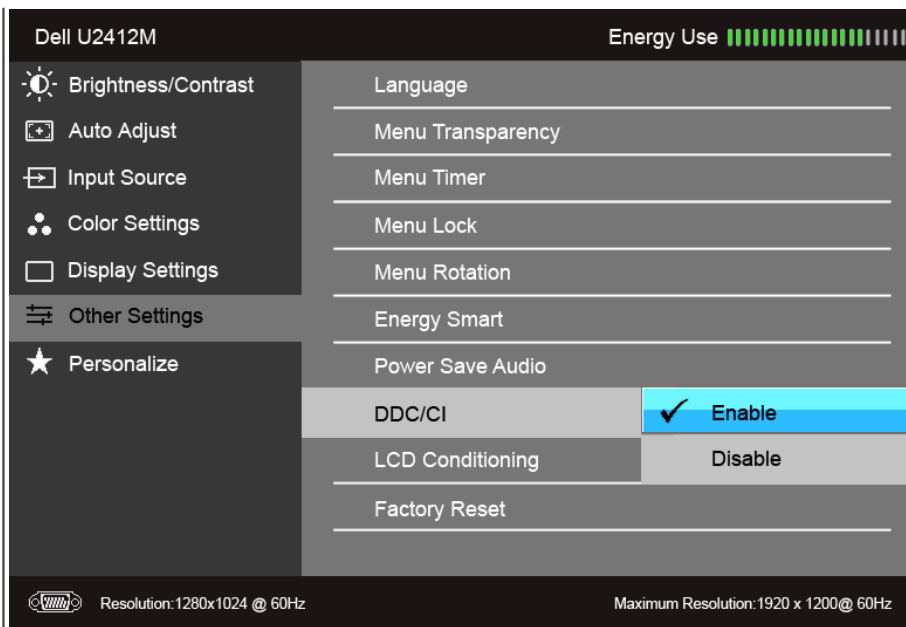 Dell U2412M
Energy Use
Brightness/Contrast
Auto Adjust
Input Source
Color Settings
Display Settings
Other Settings
Personalize
Language
Menu Transparency
Menu Timer
Menu Lock
Menu Rotation
Energy Smart
Power Save Audio
DDC/CI
Enable
Disable
LCD Conditioning
Factory Reset
Resolution:1280x1024 @ 60Hz
Maximum Resolution:1920 x 1200@ 60Hz